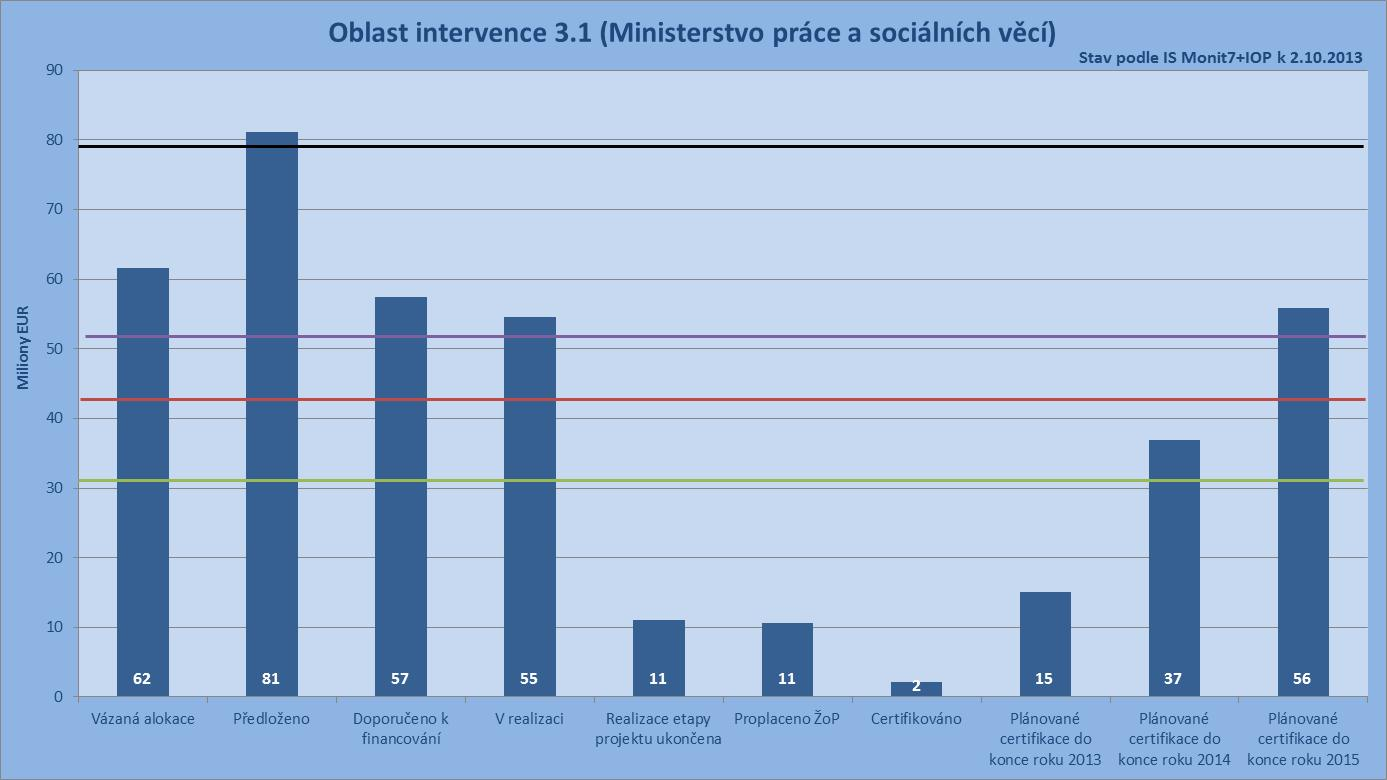 Oblast intervence 3.1 (Ministerstvo práce a sociálních věcí)
Stav podle IS Monit7+IOP k 2.10.2013
Miliony EUR
90
80
70
60
50
40
30
20
10
0
62
81
57
55
11
11
2
15
37
56
Vázaná alokace
Předloženo
Doporučeno k
financování
V realizaci
Realizace etapy
projektu ukončena
Proplaceno ŽoP
Certifikováno
Plánované
certifikace do
konce roku 2013
Plánované
certifikace do
konce roku 2014
Plánované
certifikace do
konce roku 2015